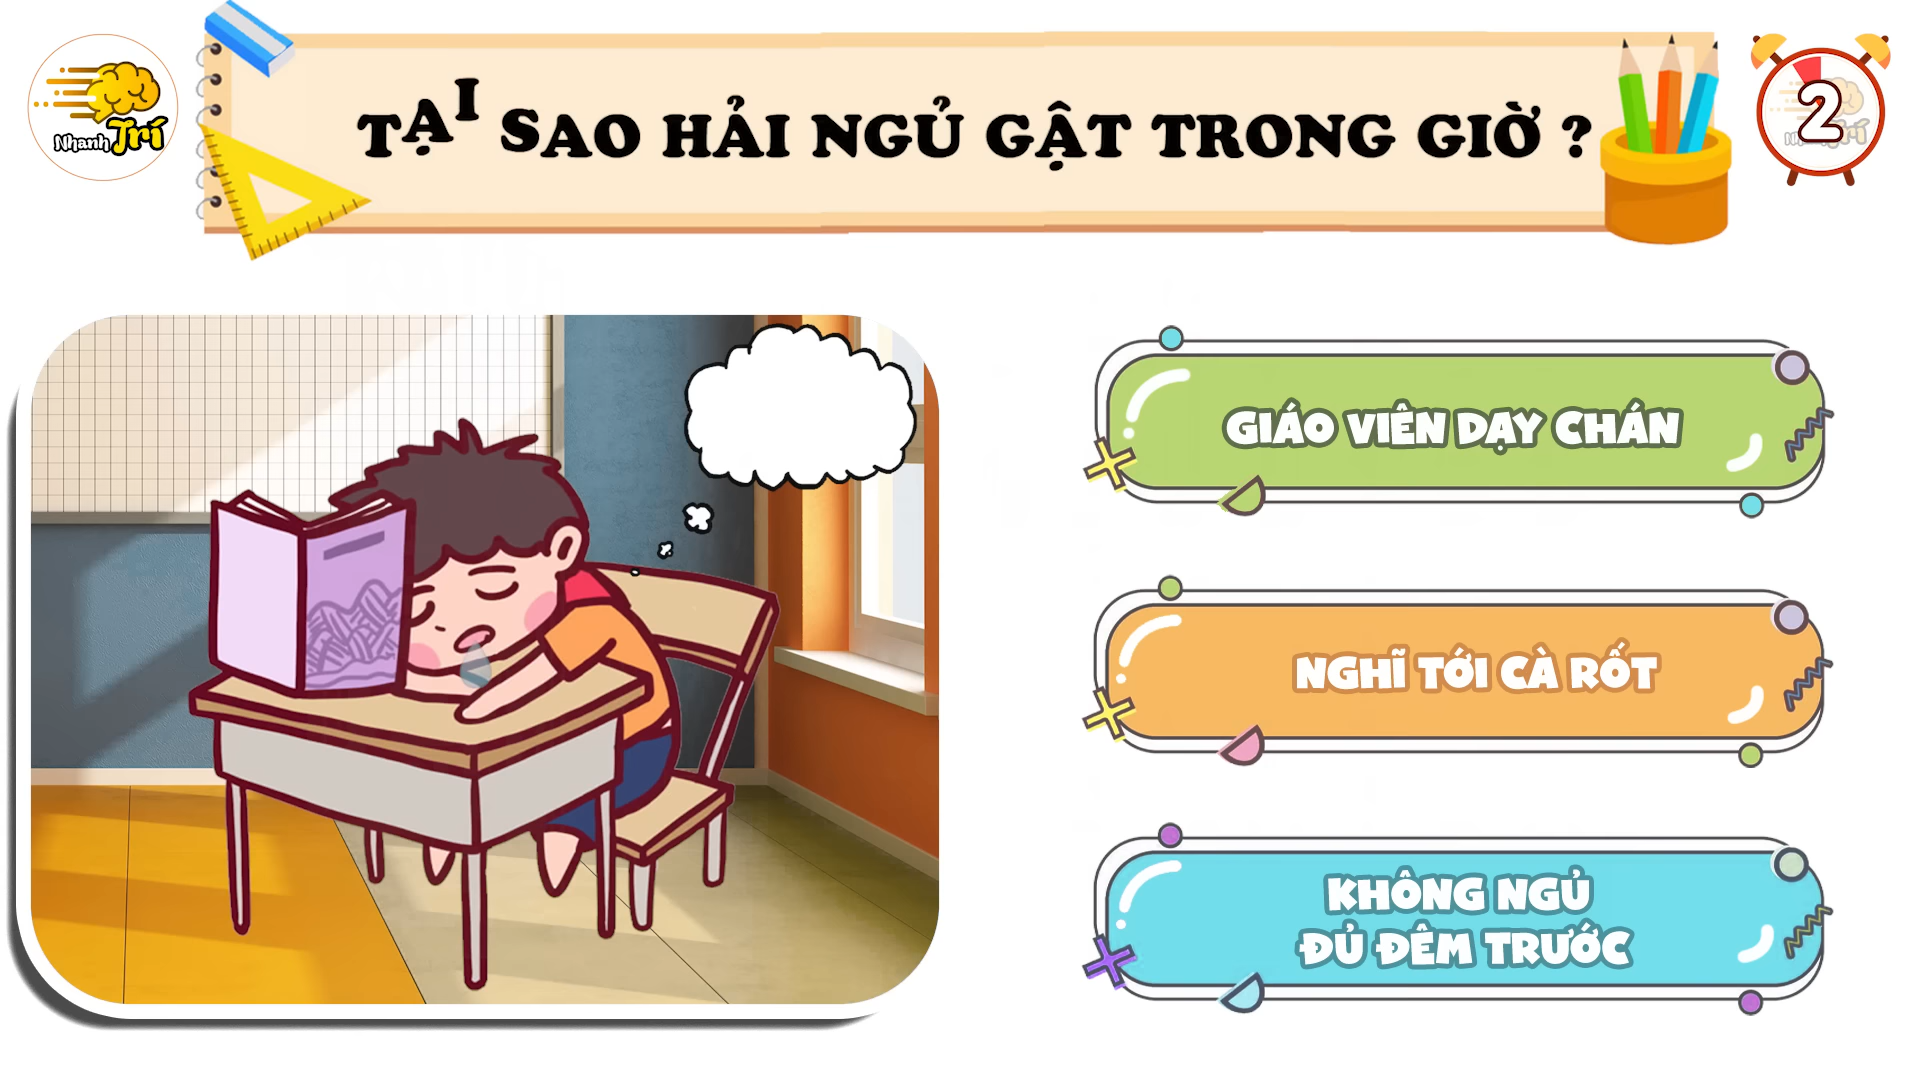 Nhanh Trí
TẠI SAO HẢI NGỦ GẬT TRONG GIỜ ?
2
GIÁO VIÊN DẠY CHÁN
NGHĨ TỚI CÀ RỐT
KHÔNG NGỦ
ĐỦ ĐÊM TRƯỚC